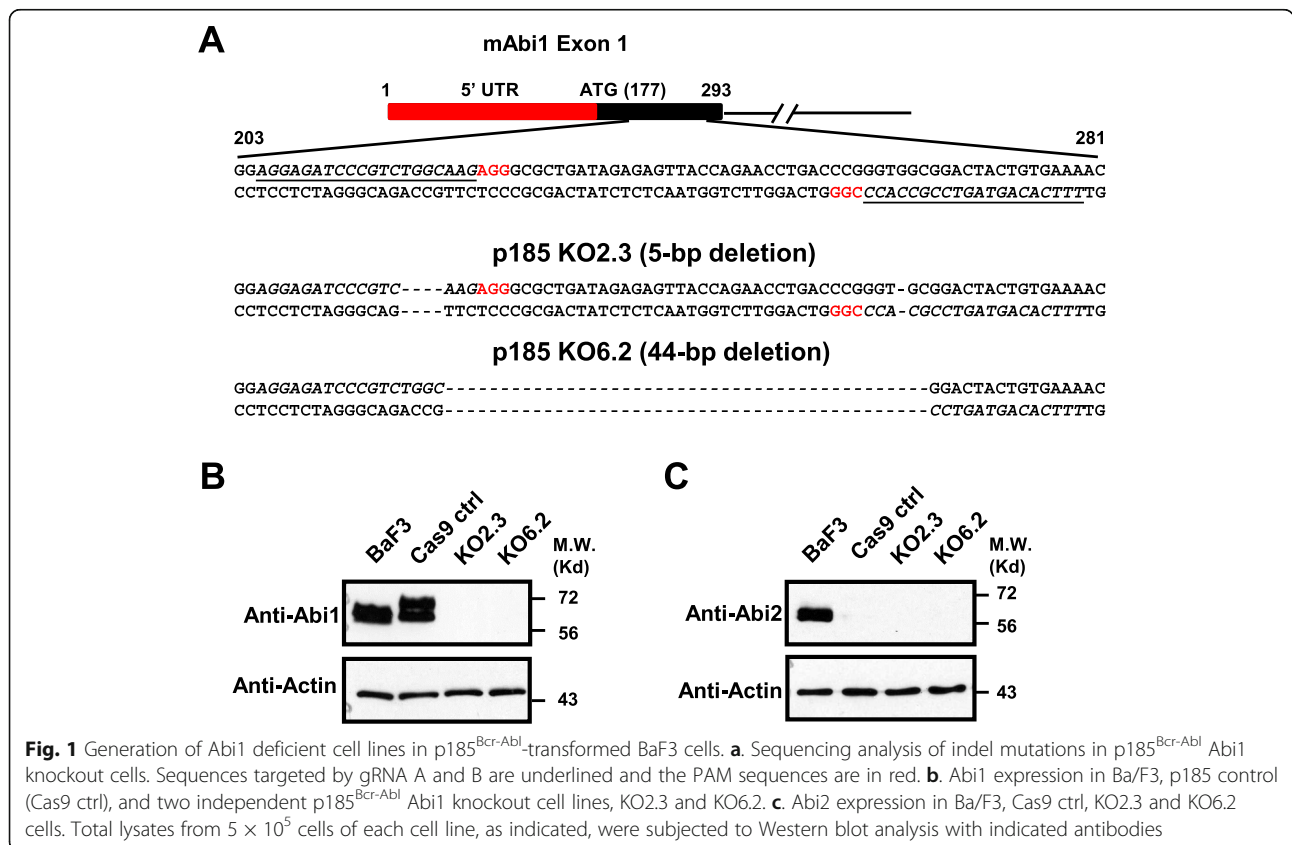 A
mAbi1 Exon 1
1 5' UTR ATG (177) 293
203 281
GGAGGAGATCCCGTCTGGCAAGAGGGCGCTGATAGAGAGTTACCAGAACCTGACCCGGGTGGCGGACTACTGTGAAAAC
CCTCCTCTAGGGCAGACCGTTCTCCCGCGACTATCTCTCAATGGTCTTGGACTGGGCCCACCGCCTGATGACACTTTTG
p185 KO2.3 (5-bp deletion)
GGAGGAGATCCCGTC----AAGAGGGCGCTGATAGAGAGTTACCAGAACCTGACCCGGGT-GCGGACTACTGTGAAAAC
CCTCCTCTAGGGCAG----TTCTCCCGCGACTATCTCTCAATGGTCTTGGACTGGGCCCA-CGCCTGATGACACTTTTG
p185 KO6.2 (44-bp deletion)
GGAGGAGATCCCGTCTGGC--------------------------------------------GGACTACTGTGAAAAC
CCTCCTCTAGGGCAGACCG--------------------------------------------CCTGATGACACTTTTG
B
BaF3 Cas9 ctrl KO2.3 KO6.2 M.W.
(Kd)
Anti-Abi1 72
56
Anti-Actin 43
C
BaF3 Cas9 ctrl KO2.3 KO6.2 M.W.
(Kd)
Anti-Abi2 72
56
Anti-Actin 43
Fig. 1 Generation of Abi1 deficient cell lines in p185Bcr-Abl-transformed BaF3 cells. a. Sequencing analysis of indel mutations in p185Bcr-Abl Abi1
knockout cells. Sequences targeted by gRNA A and B are underlined and the PAM sequences are in red. b. Abi1 expression in Ba/F3, p185 control
(Cas9 ctrl), and two independent p185Bcr-Abl Abi1 knockout cell lines, KO2.3 and KO6.2. c. Abi2 expression in Ba/F3, Cas9 ctrl, KO2.3 and KO6.2
cells. Total lysates from 5 × 10⁵ cells of each cell line, as indicated, were subjected to Western blot analysis with indicated antibodies